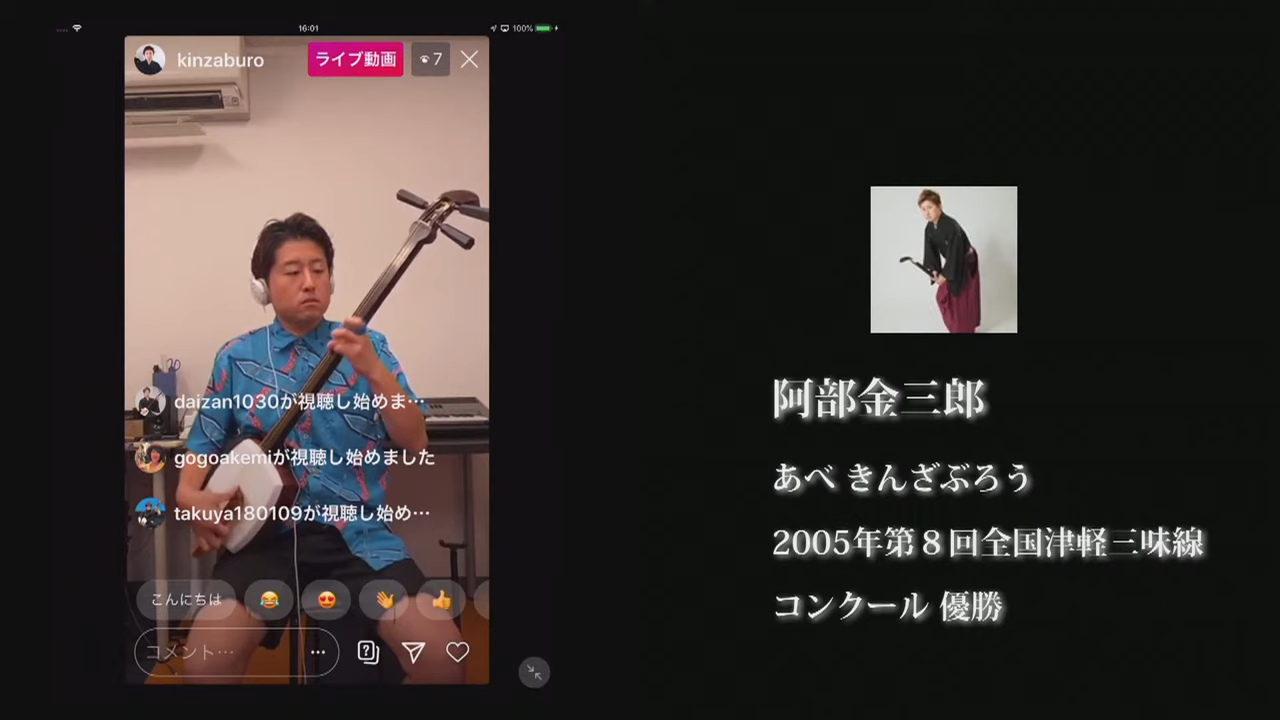 16:01
100%
kinzaburo
ライブ動画
7
daizan1030が視聴し始めま…
gogoakemiが視聴し始めました
takuya180109が視聴し始め…
こんにちは
コメント…
阿部金三郎
あべ きんざぶろう
2005年第８回全国津軽三味線
コンクール 優勝